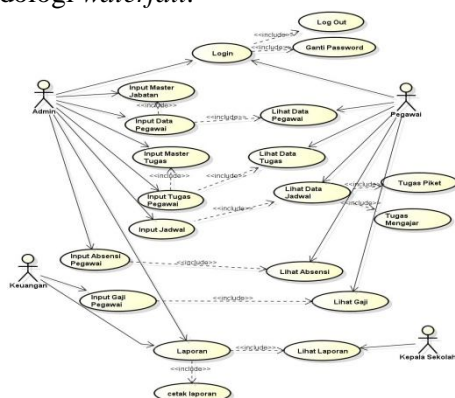 dologi waterfall.
Log Out
<<include>>
Login
<<include>>
Ganti Password
Input Master
Jabatan
Admin
Pegawai
<<include>>
Input Data
Pegawai
<<include>>
Lihat Data
Pegawai
Input Master
Tugas
Lihat Data
Tugas
<<include>>
<<include>>
Input Tugas
Pegawai
Lihat Data
Jadwal
<<include>>
Tugas Piket
Input Jadwal
<<include>>
<<include>>
Tugas
Mengajar
Input Absensi
Pegawai
<<include>>
Lihat Absensi
Keuangan
Input Gaji
Pegawai
<<include>>
Lihat Gaji
Laporan
<<include>>
Lihat Laporan
Kepala Sekolah
<<include>>
cetak laporan